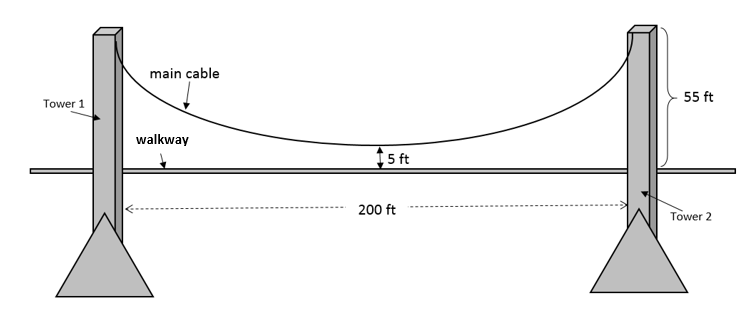 main cable
Tower 1
55 ft
walkway
5 ft
200 ft
Tower 2